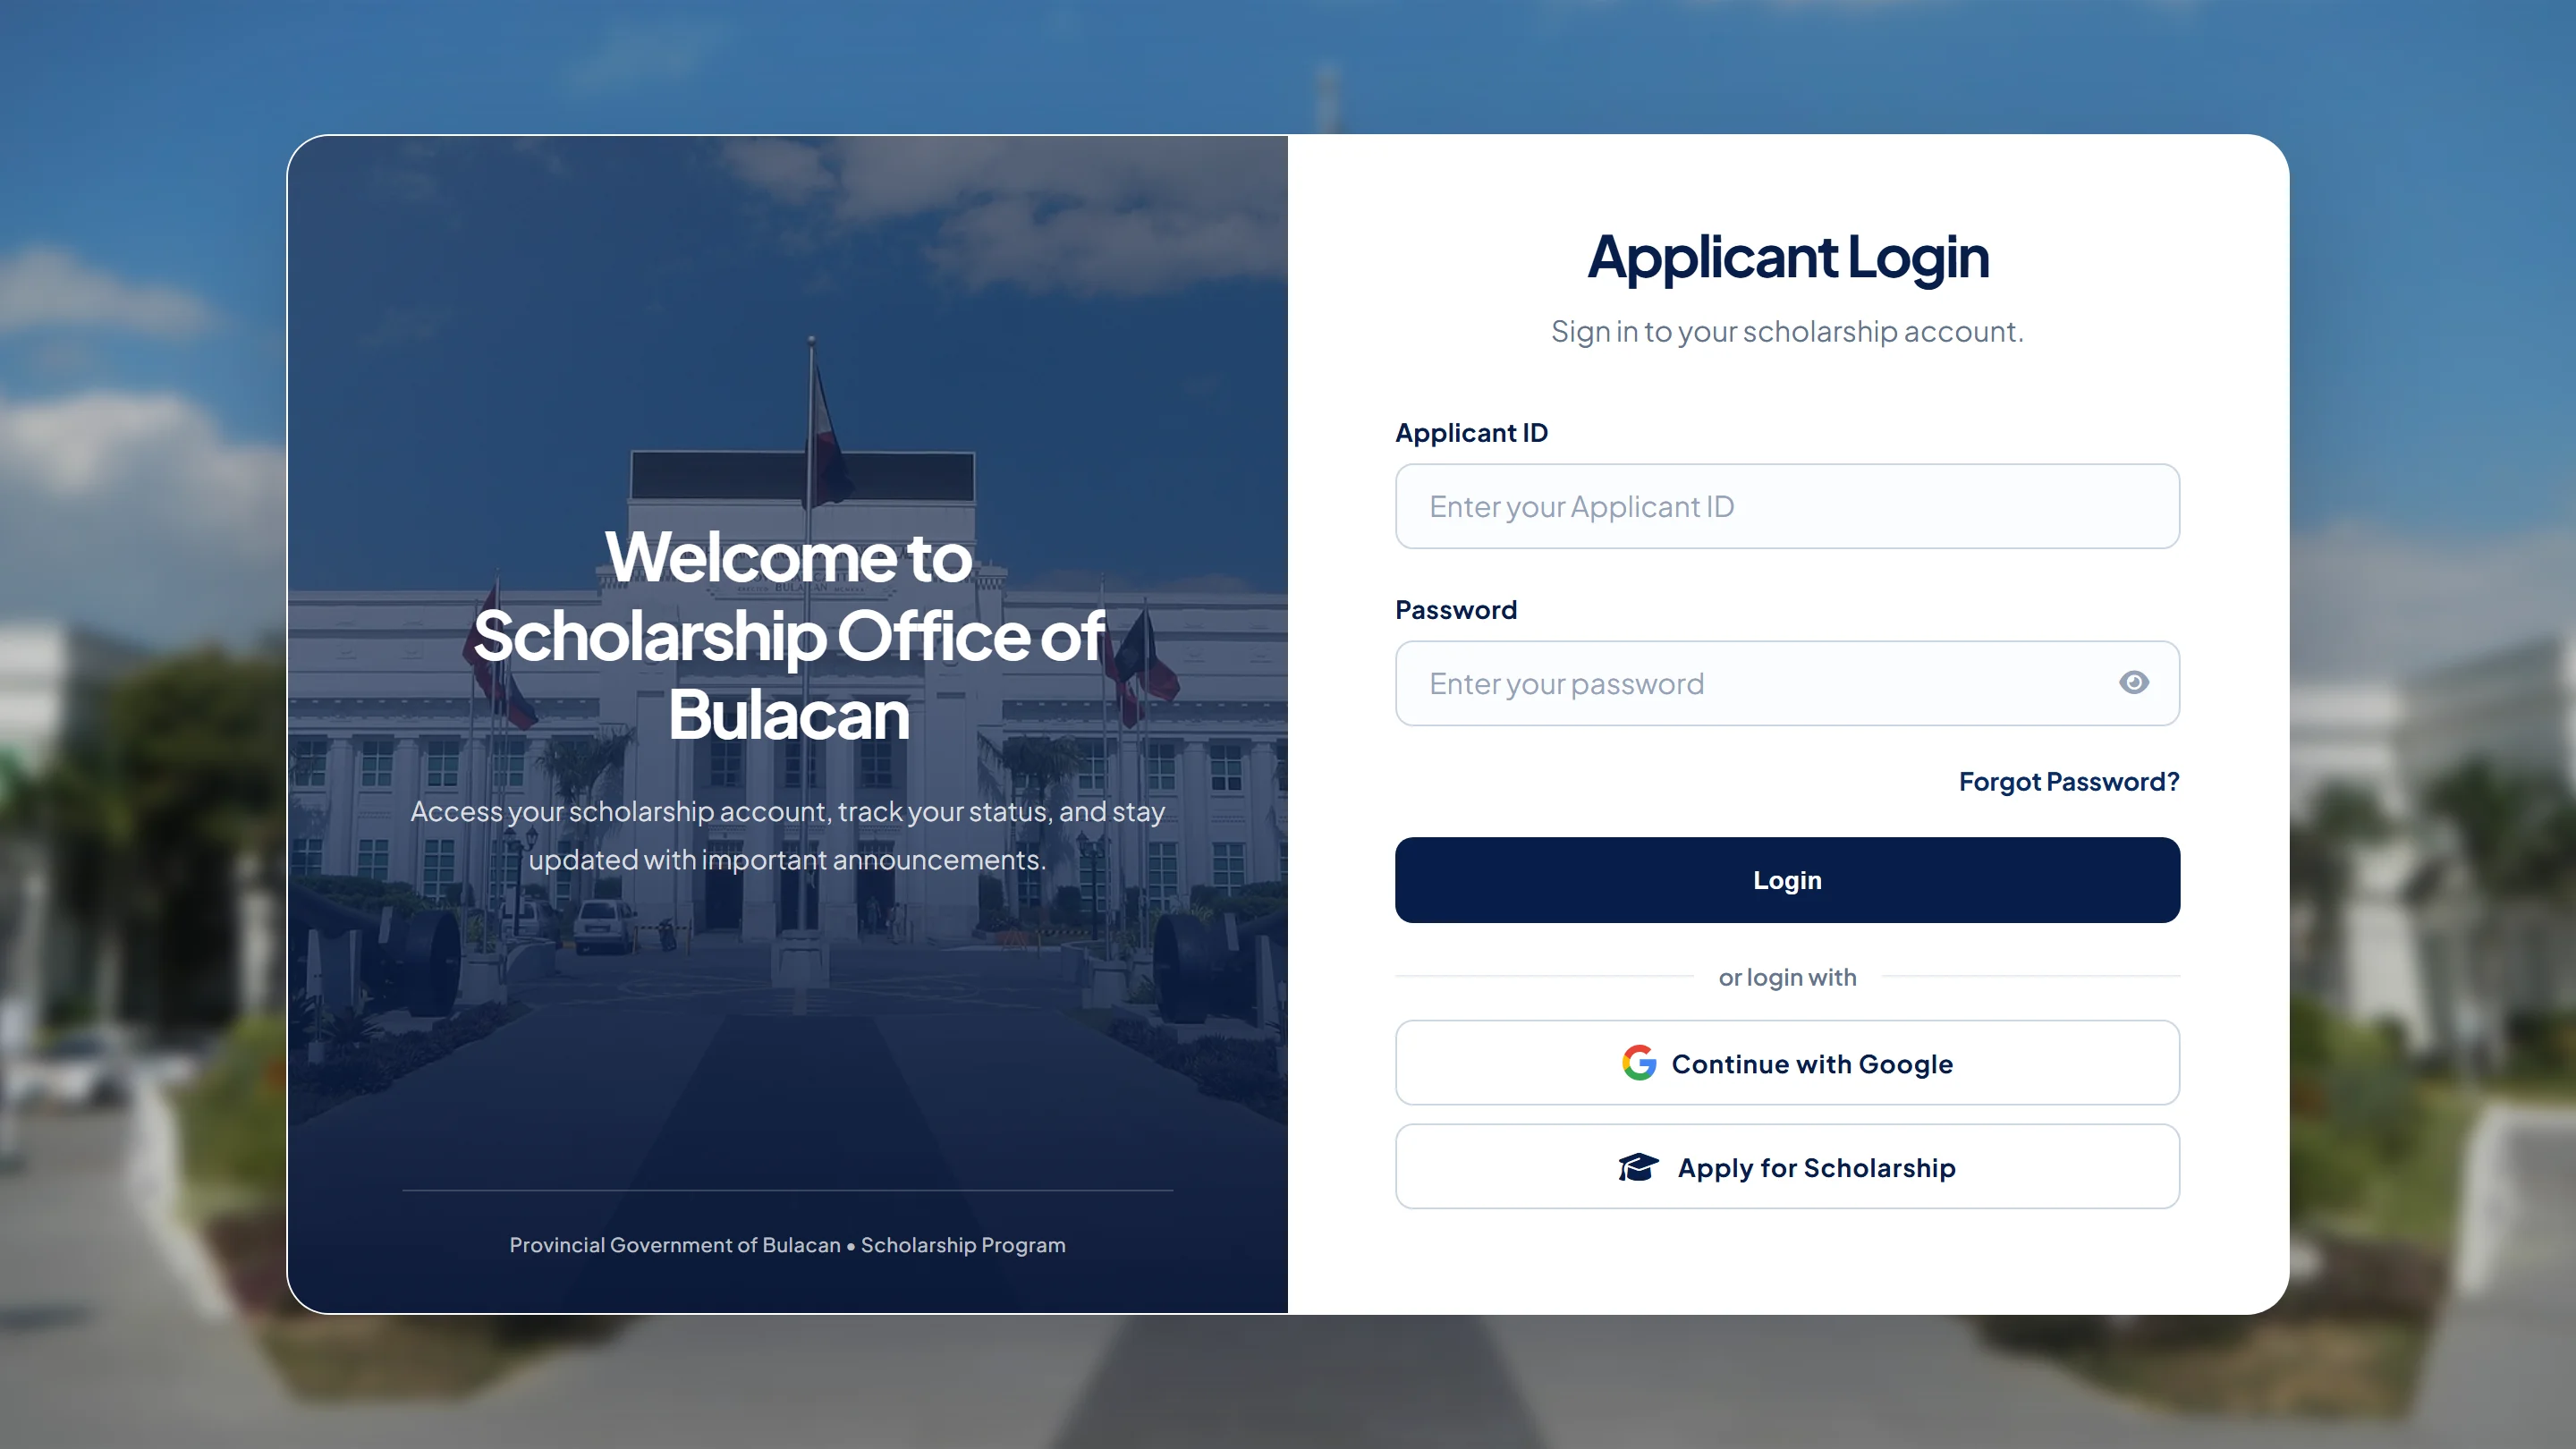 Welcome to
Scholarship Office of
Bulacan
Access your scholarship account, track your status, and stay
updated with important announcements.
Provincial Government of Bulacan • Scholarship Program
Applicant Login
Sign in to your scholarship account.
Applicant ID
Enter your Applicant ID
Password
Enter your password
Forgot Password?
Login
or login with
Continue with Google
Apply for Scholarship